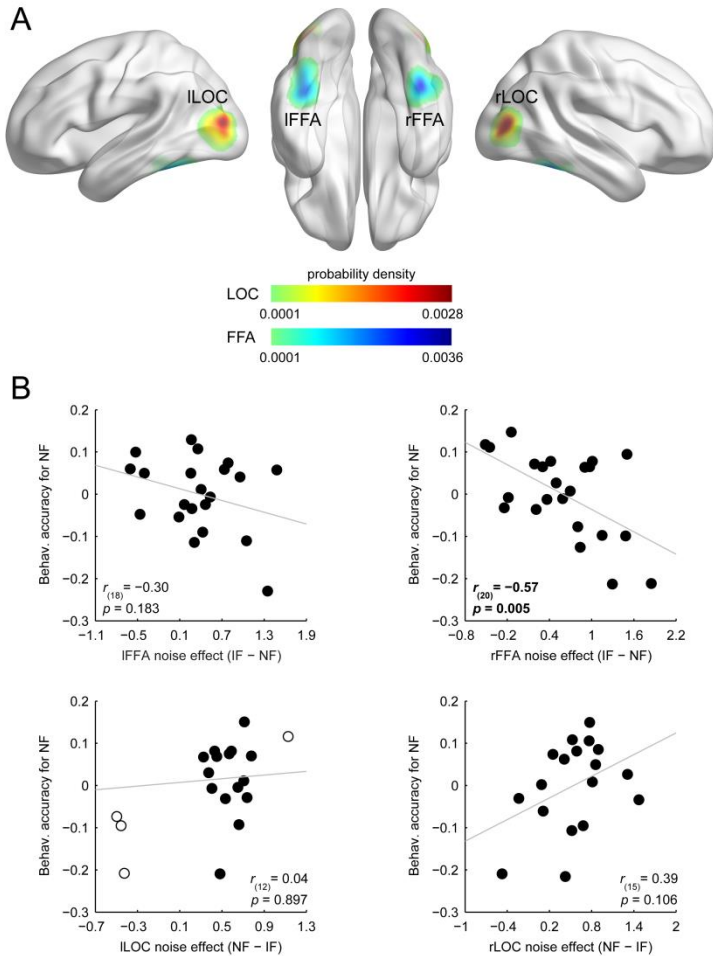 A
lLOC
lFFA
rFFA
rLOC
probability density
LOC
0.0001
0.0028
FFA
0.0001
0.0036
B
Behav. accuracy for NF
0.2
0.1
0
−0.1
−0.2
−0.3
r(18)= −0.30
p = 0.183
−1.1
−0.5
0.1
0.7
1.3
1.9
lFFA noise effect (IF − NF)
Behav. accuracy for NF
0.2
0.1
0
−0.1
−0.2
−0.3
r(20)= −0.57
p = 0.005
−0.8
−0.2
0.4
1
1.6
2.2
rFFA noise effect (IF − NF)
Behav. accuracy for NF
0.2
0.1
0
−0.1
−0.2
−0.3
r(12)= 0.04
p = 0.897
−0.7
−0.3
0.1
0.5
0.9
1.3
lLOC noise effect (NF − IF)
Behav. accuracy for NF
0.2
0.1
0
−0.1
−0.2
−0.3
r(15)= 0.39
p = 0.106
−1
−0.4
0.2
0.8
1.4
2
rLOC noise effect (NF − IF)